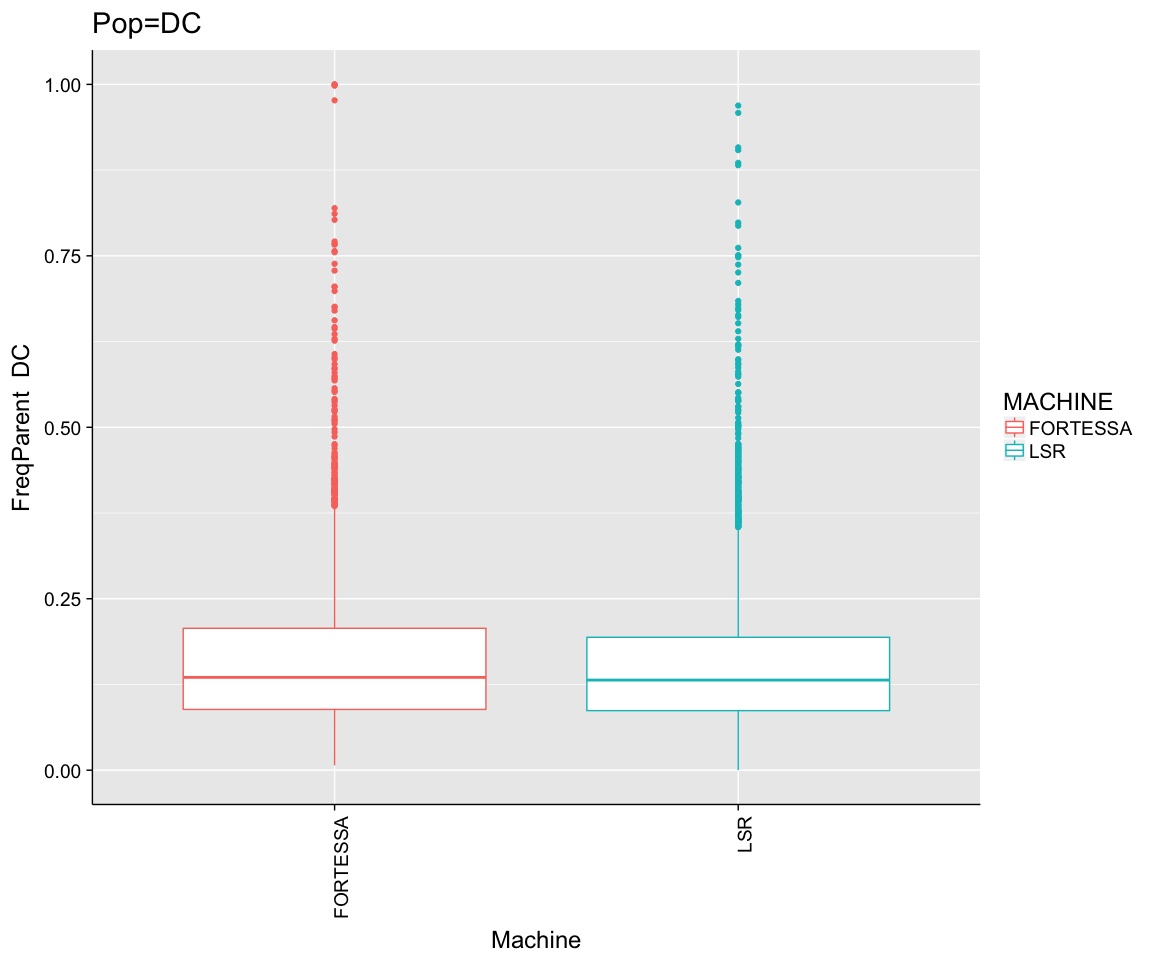 Pop=DC
1.00
0.75
0.50
0.25
0.00
FreqParent DC
FORTESSA
LSR
Machine
MACHINE
FORTESSA
LSR